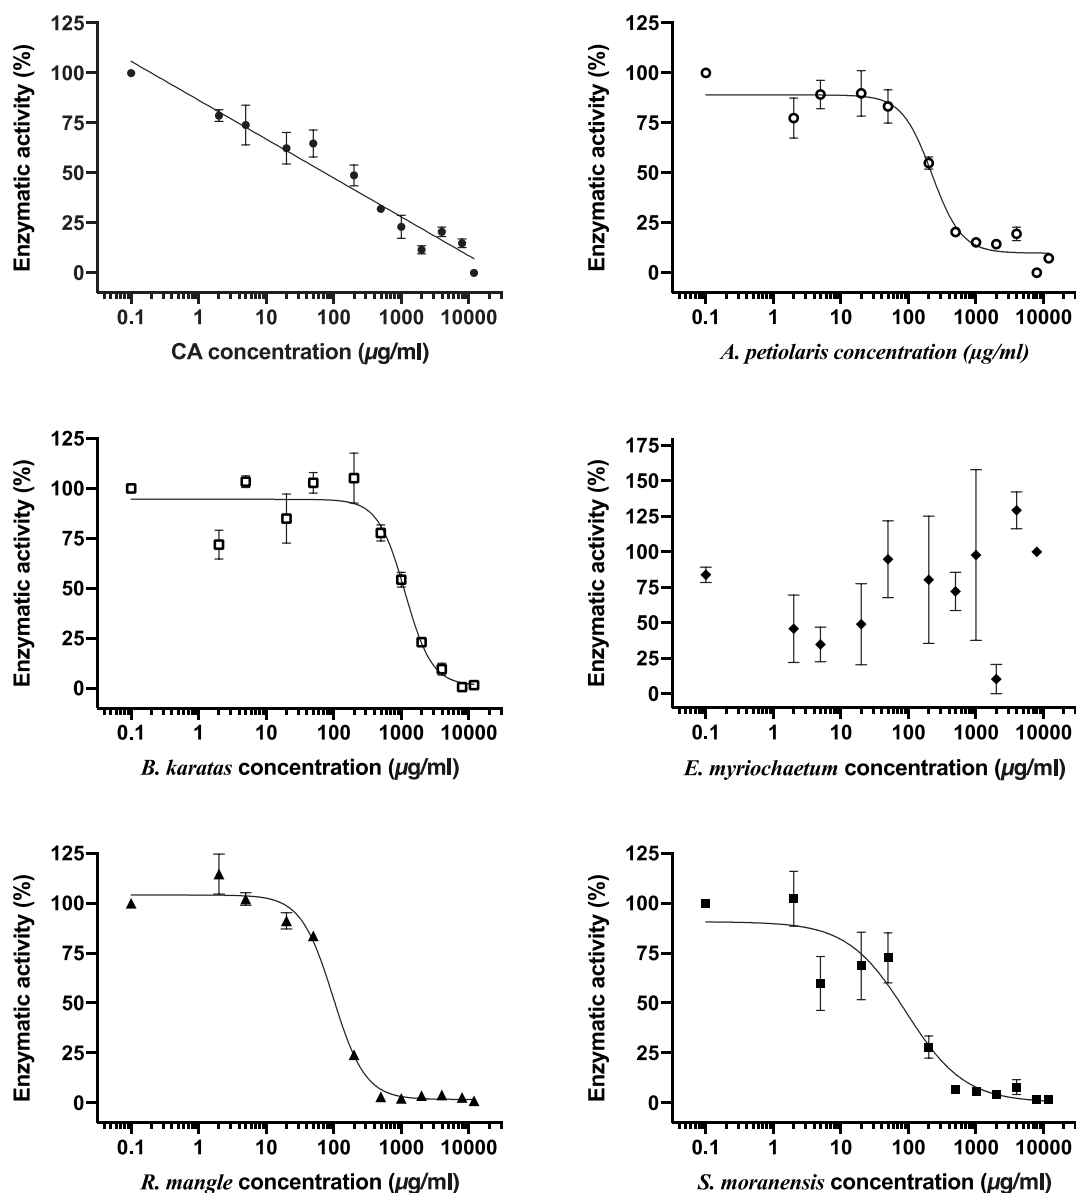 125
100
75
50
25
0
Enzymatic activity (%)
0.1 1 10 100 1000 10000
CA concentration (µg/ml)
125
100
75
50
25
0
Enzymatic activity (%)
0.1 1 10 100 1000 10000
A. petiolaris concentration (µg/ml)
125
100
75
50
25
0
Enzymatic activity (%)
0.1 1 10 100 1000 10000
B. karatas concentration (µg/ml)
175
150
125
100
75
50
25
0
Enzymatic activity (%)
0.1 1 10 100 1000 10000
E. myriochaetum concentration (µg/ml)
125
100
75
50
25
0
Enzymatic activity (%)
0.1 1 10 100 1000 10000
R. mangle concentration (µg/ml)
125
100
75
50
25
0
Enzymatic activity (%)
0.1 1 10 100 1000 10000
S. moranensis concentration (µg/ml)